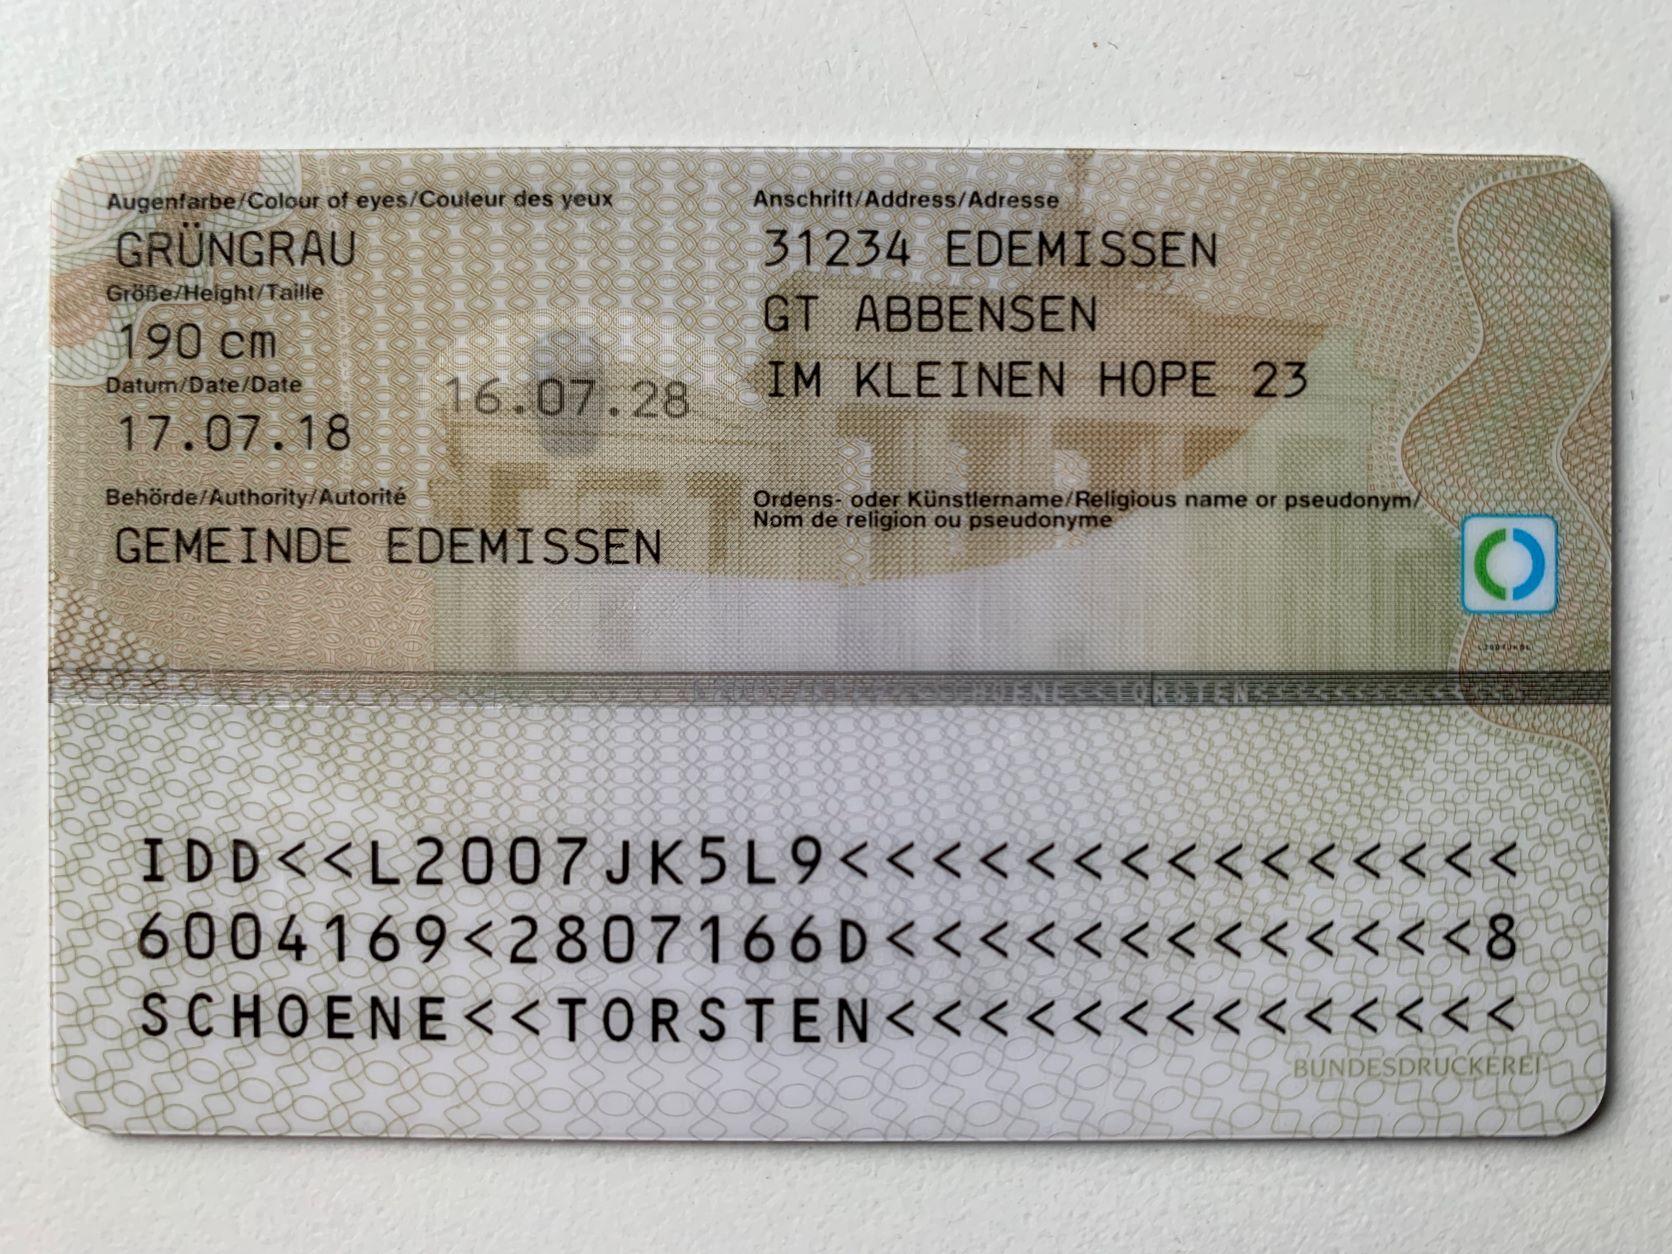 Augenfarbe/Colour of eyes/Couleur des yeux
GRÜNGRAU
Größe/Height/Taille
190 cm
Datum/Date/Date
17.07.18
16.07.28
Behörde/Authority/Autorité
GEMEINDE EDEMISSEN
Anschrift/Address/Adresse
31234 EDEMISSEN
GT ABBENSEN
IM KLEINEN HOPE 23
Ordens- oder Künstlername/Religious name or pseudonym/
Nom de religion ou pseudonyme
SCHOENE<<TORSTEN
IDD<<L2007JK5L9<<<<<<<<<<<<<<<
6004169<2807166D<<<<<<<<<<<<<8
SCHOENE<<TORSTEN<<<<<<<<<<<<<<
BUNDESDRUCKEREI